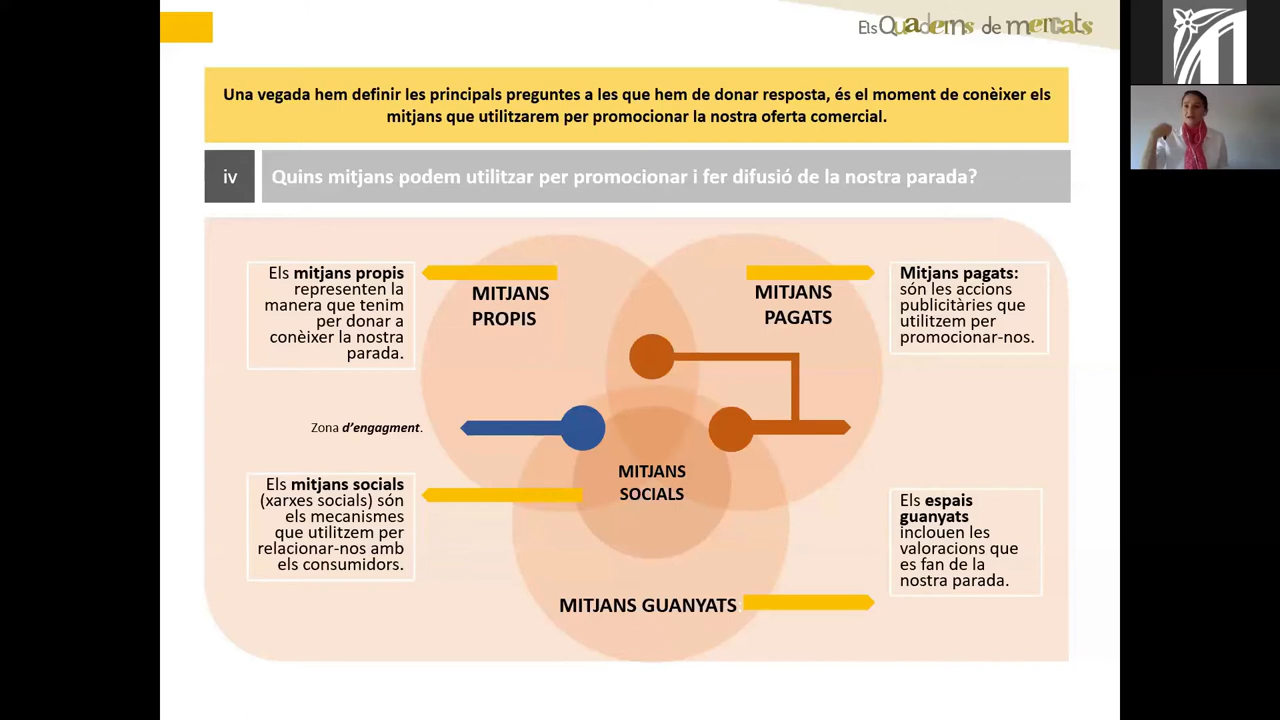 Els Quaderns de mercats
Una vegada hem definir les principals preguntes a les que hem de donar resposta, és el moment de conèixer els
mitjans que utilitzarem per promocionar la nostra oferta comercial.
iv
Quins mitjans podem utilitzar per promocionar i fer difusió de la nostra parada?
Els mitjans propis
representen la
manera que tenim
per donar a
conèixer la nostra
parada.
MITJANS
PROPIS
MITJANS
PAGATS
Mitjans pagats:
són les accions
publicitàries que
utilitzem per
promocionar-nos.
Zona d’engagment.
Els mitjans socials
(xarxes socials) són
els mecanismes
que utilitzem per
relacionar-nos amb
els consumidors.
MITJANS
SOCIALS
Els espais
guanyats
inclouen les
valoracions que
es fan de la
nostra parada.
MITJANS GUANYATS